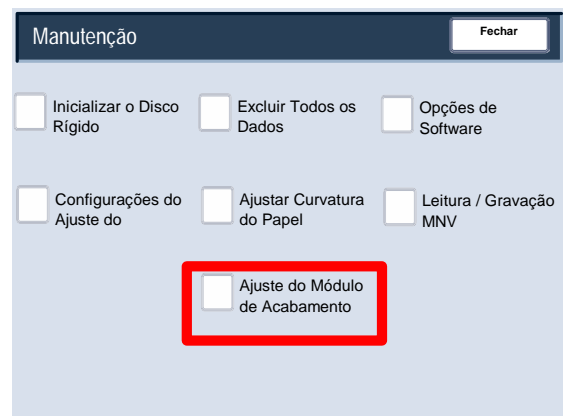 Manutenção
Fechar
Inicializar o Disco
Rígido
Excluir Todos os
Dados
Opções de
Software
Configurações do
Ajuste do
Ajustar Curvatura
do Papel
Leitura / Gravação
MNV
Ajuste do Módulo
de Acabamento